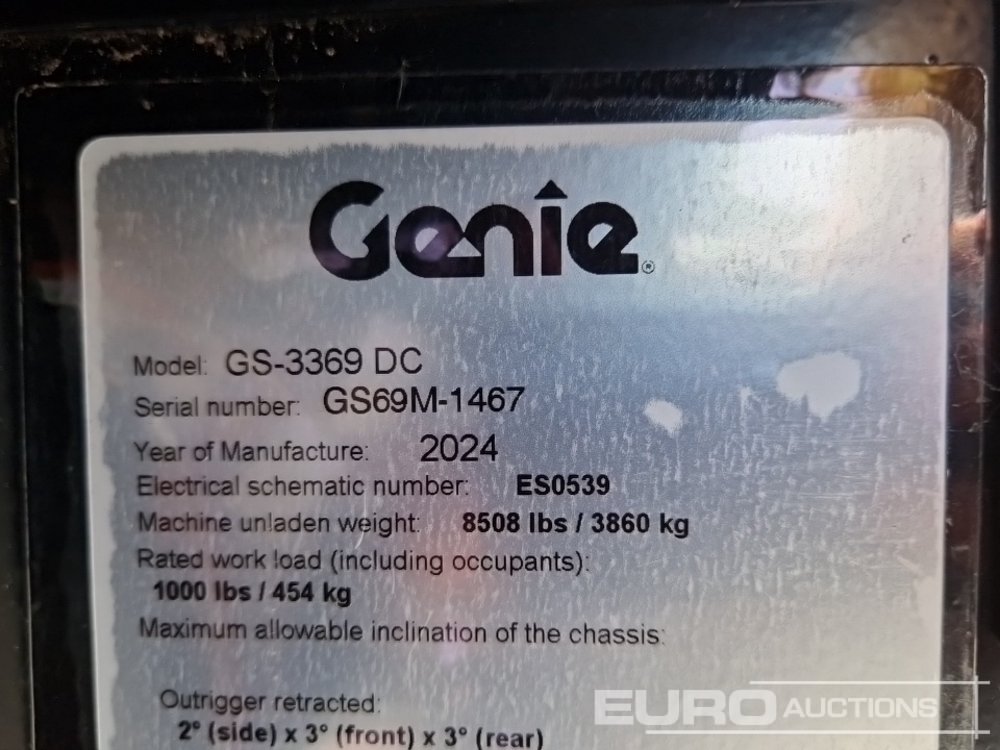 Genie®
Model: GS-3369 DC
Serial number: GS69M-1467
Year of Manufacture: 2024
Electrical schematic number: ES0539
Machine unladen weight: 8508 lbs / 3860 kg
Rated work load (including occupants):
1000 lbs / 454 kg
Maximum allowable inclination of the chassis:
Outrigger retracted:
2° (side) x 3° (front) x 3° (rear)
EURO AUCTIONS